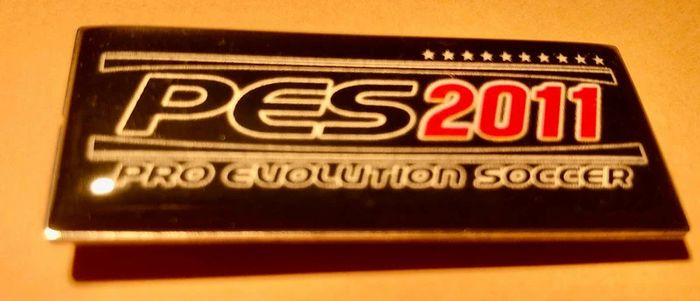 PES2011
PRO EVOLUTION SOCCER